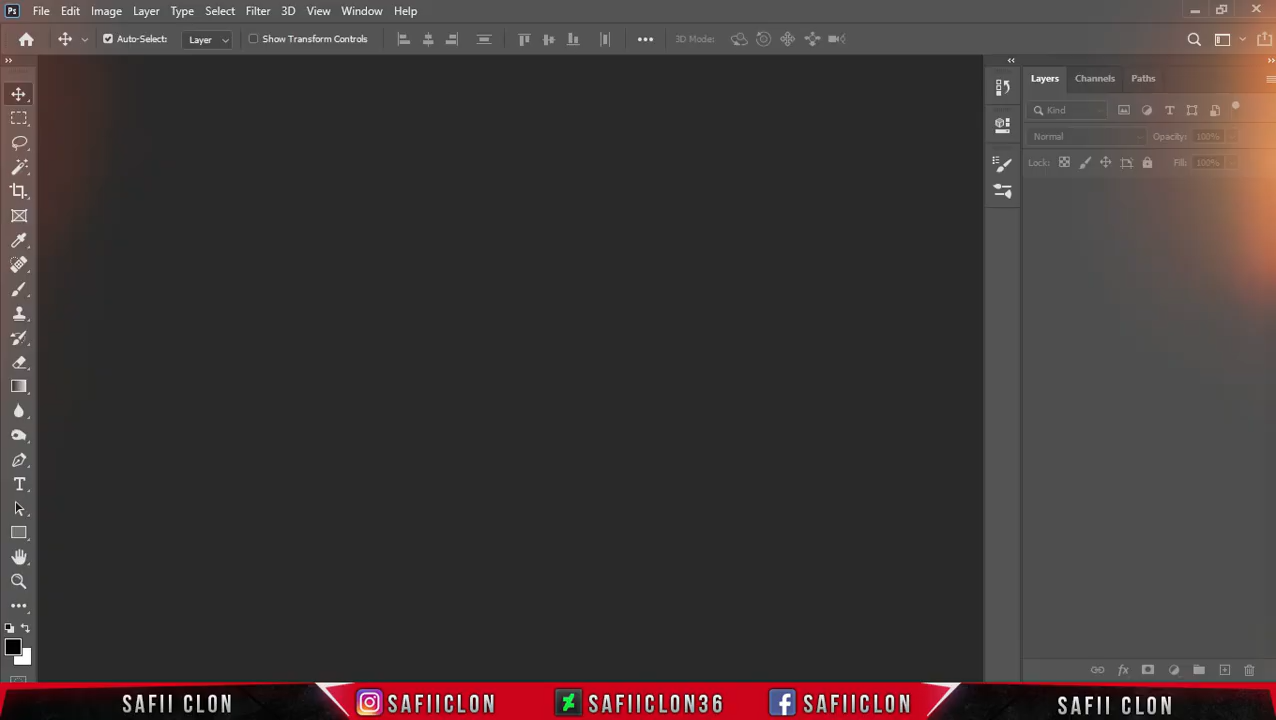 Ps File Edit Image Layer Type Select Filter 3D View Window Help
Auto-Select: Layer Show Transform Controls 3D Mode:
Layers Channels Paths
Kind
Normal Opacity: 100%
Lock: Fill: 100%
SAFII CLON SAFIICLON SAFIICLON36 SAFIICLON SAFII CLON